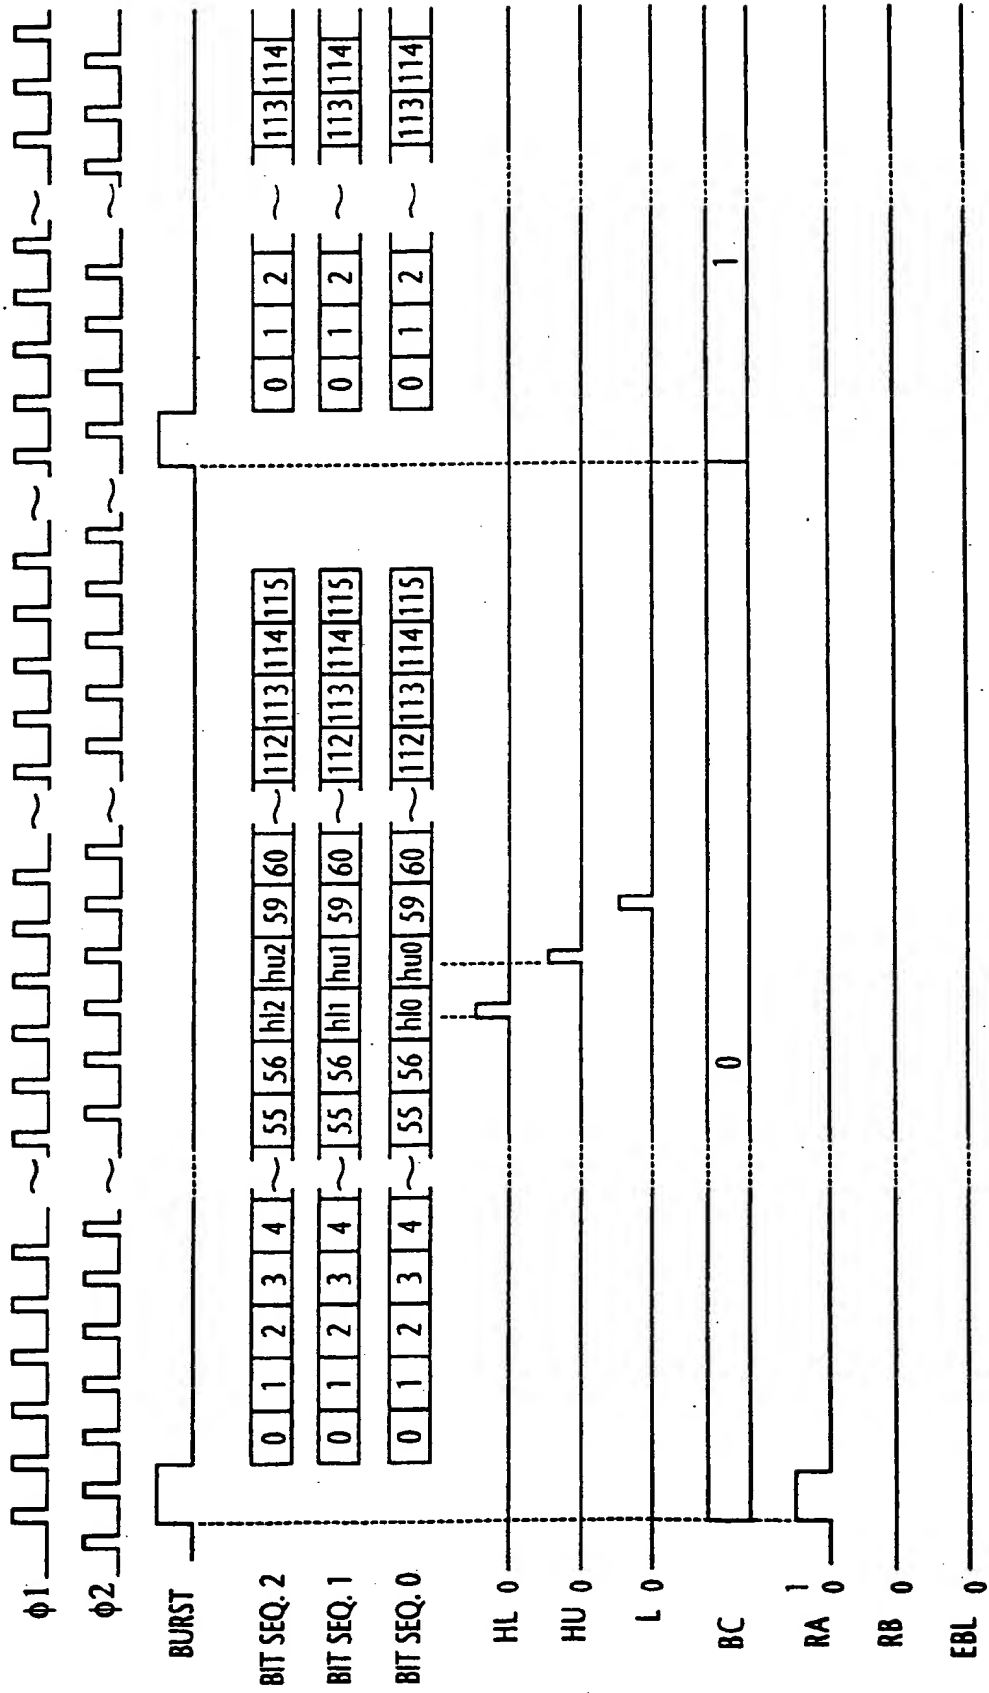 φ1
φ2
BURST
BIT SEQ. 2 0 1 2 3 4 ~ 55 56 hl2 hu2 59 60 ~ 112 113 114 115 0 1 2 ~ 113 114
BIT SEQ. 1 0 1 2 3 4 ~ 55 56 hl1 hu1 59 60 ~ 112 113 114 115 0 1 2 ~ 113 114
BIT SEQ. 0 0 1 2 3 4 ~ 55 56 hl0 hu0 59 60 ~ 112 113 114 115 0 1 2 ~ 113 114
HL 0
HU 0
L 0
BC 0 1
RA 1 0
RB 0
EBL 0